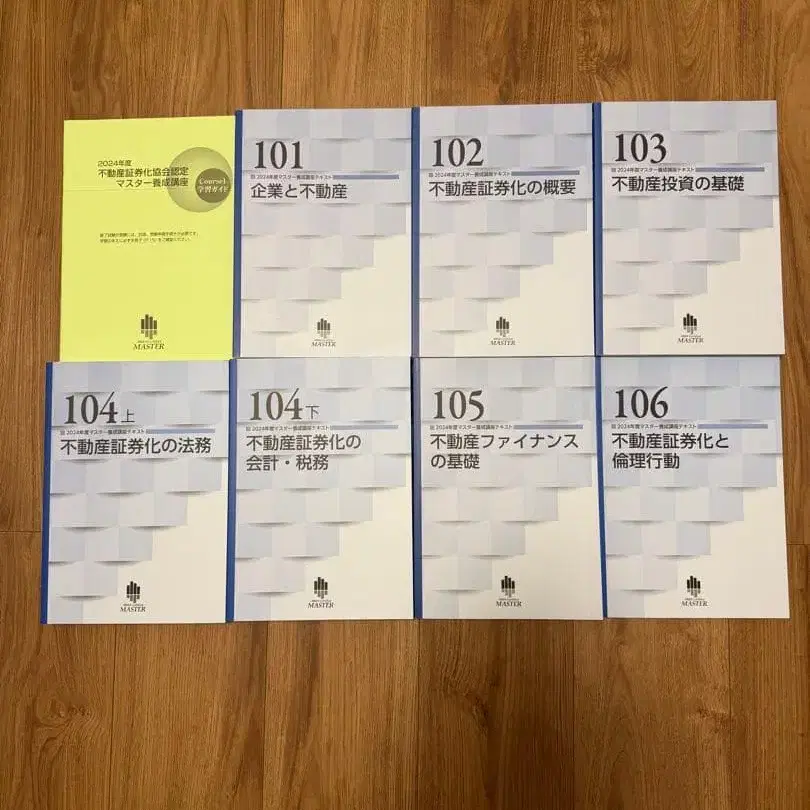 2024年度
不動産証券化協会認定
マスター養成講座
Course1
学習ガイド
MASTER
101
2024年度マスター養成講座テキスト
企業と不動産
MASTER
102
2024年度マスター養成講座テキスト
不動産証券化の概要
MASTER
103
2024年度マスター養成講座テキスト
不動産投資の基礎
MASTER
104上
2024年度マスター養成講座テキスト
不動産証券化の法務
MASTER
104下
2024年度マスター養成講座テキスト
不動産証券化の
会計・税務
MASTER
105
2024年度マスター養成講座テキスト
不動産ファイナンス
の基礎
MASTER
106
2024年度マスター養成講座テキスト
不動産証券化と
倫理行動
MASTER